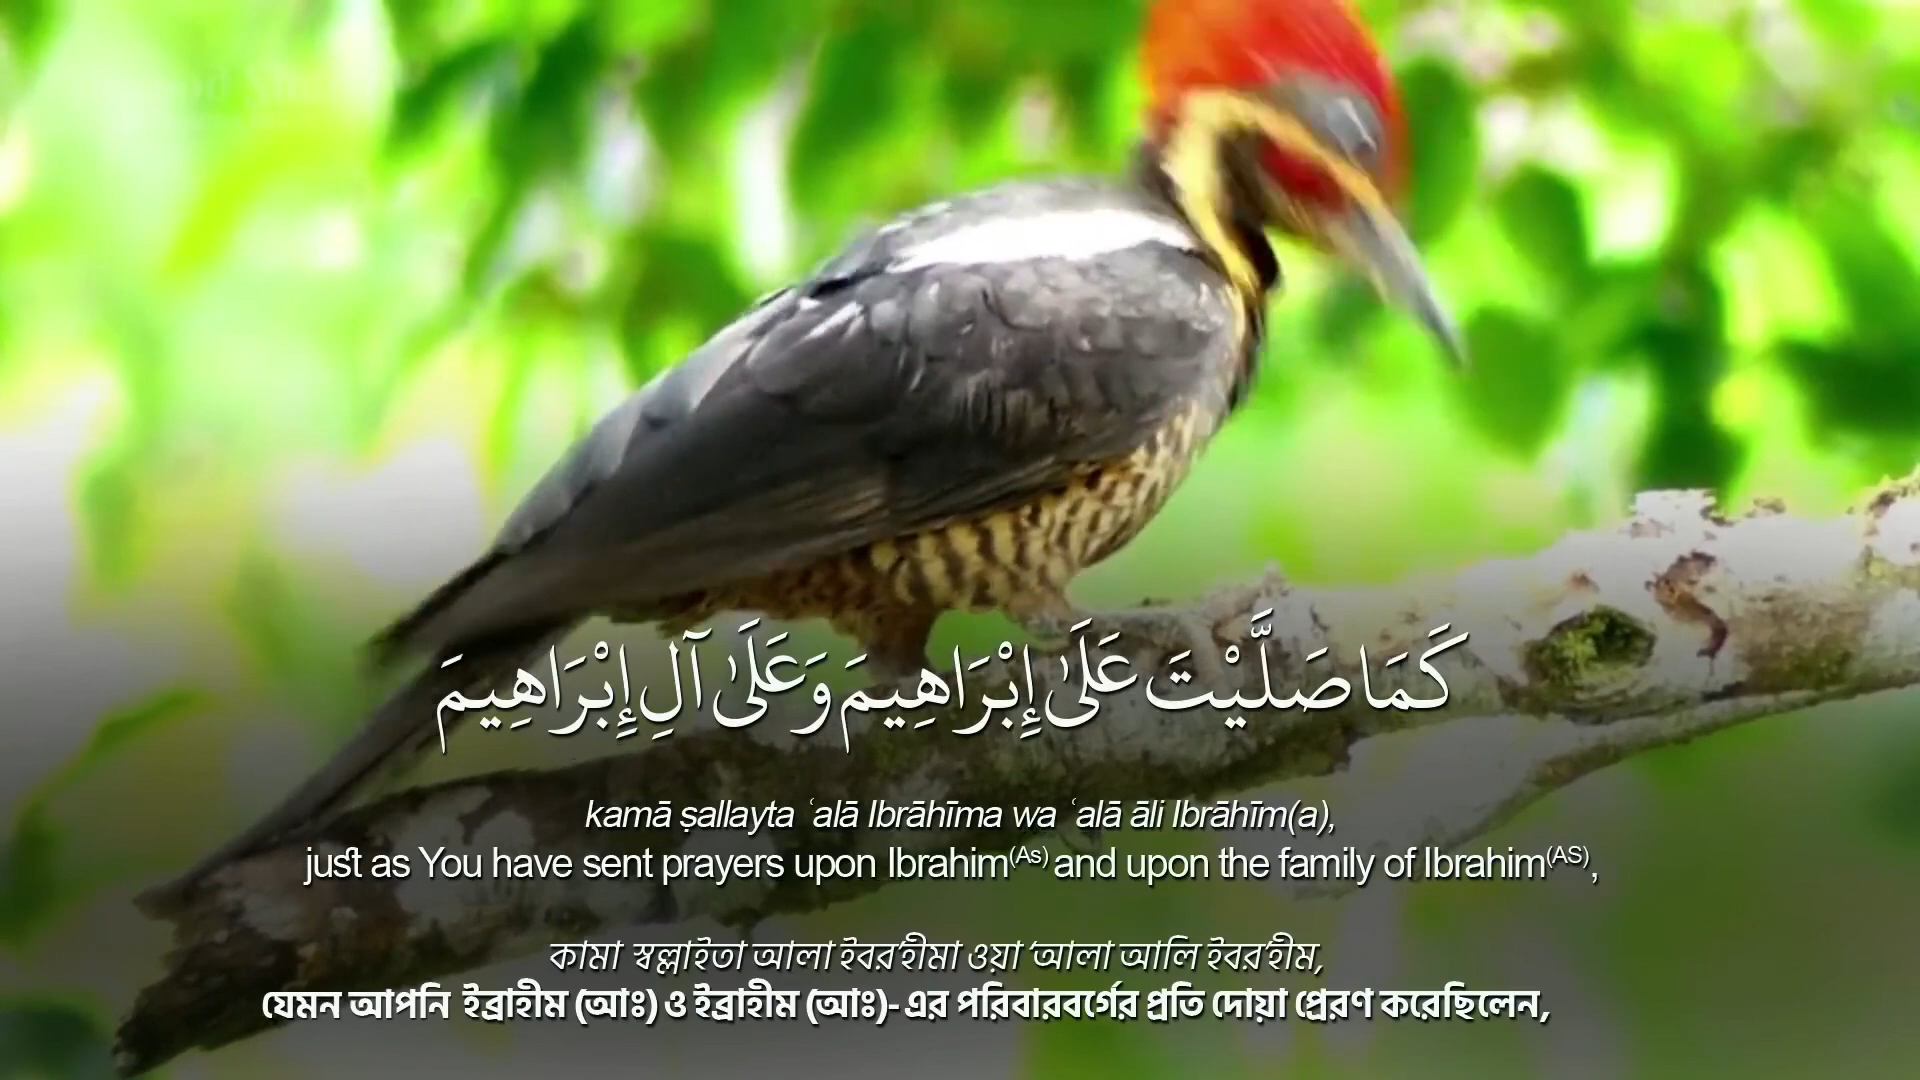 كَمَا صَلَّيْتَ عَلَىٰ إِبْرَاهِيمَ وَعَلَىٰ آلِ إِبْرَاهِيمَ
kamā ṣallayta ʿalā Ibrāhīma wa ʿalā āli Ibrāhīm(a),
just as You have sent prayers upon Ibrahim(As) and upon the family of Ibrahim(AS),
কামা স্বল্লাইতা আলা ইবর‘হীমা ওয়া ‘আলা আলি ইবর‘হীম,
যেমন আপনি ইব্রাহীম (আঃ) ও ইব্রাহীম (আঃ)- এর পরিবারবর্গের প্রতি দোয়া প্রেরণ করেছিলেন,